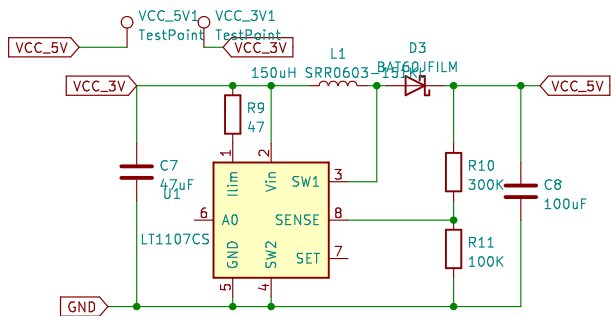 VCC_5V1 VCC_3V1
TestPoint TestPoint
VCC_5V VCC_3V
L1 D3
150uH SRR0603-151KL BAT60JFILM
VCC_3V VCC_5V
R9
47
1 2
Ilim Vin SW1 3
C7
47uF
U1
R10
300K
C8
100uF
6 A0 SENSE 8
LT1107CS
R11
100K
GND SW2 SET 7
5 4
GND